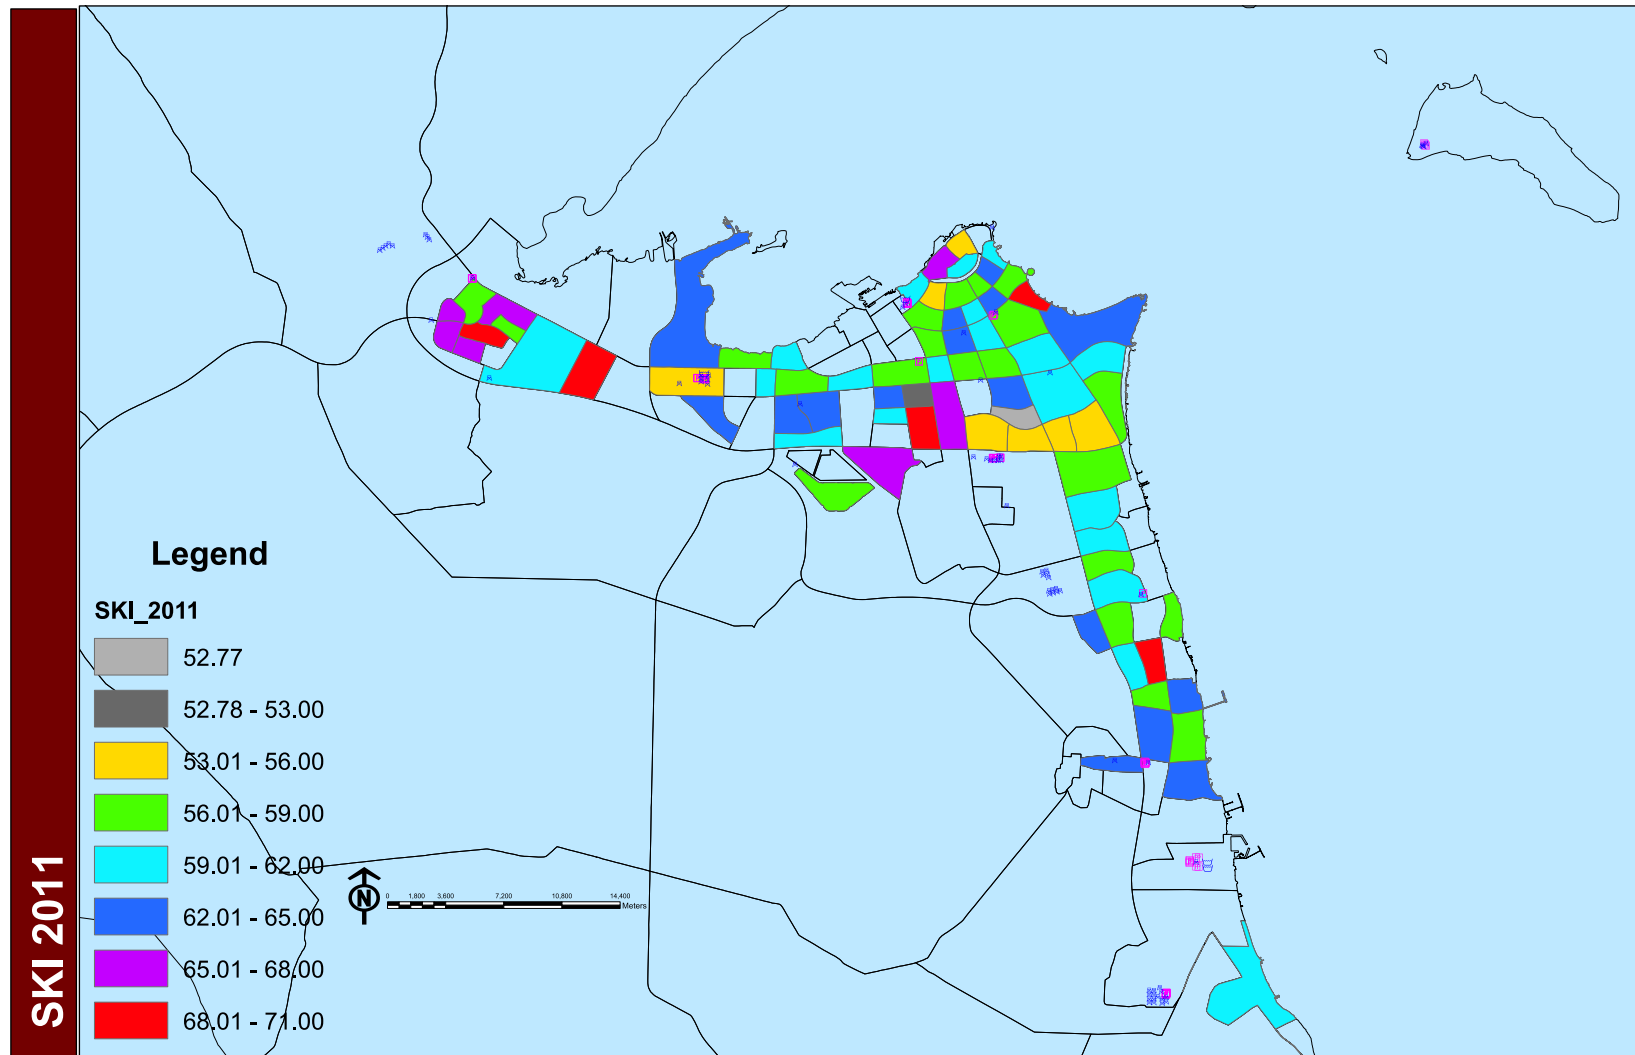 SKI 2011
Legend
SKI_2011
52.77
52.78 - 53.00
53.01 - 56.00
56.01 - 59.00
59.01 - 62.00
62.01 - 65.00
65.01 - 68.00
68.01 - 71.00
N
0 1,800 3,600 7,200 10,800 14,400
Meters